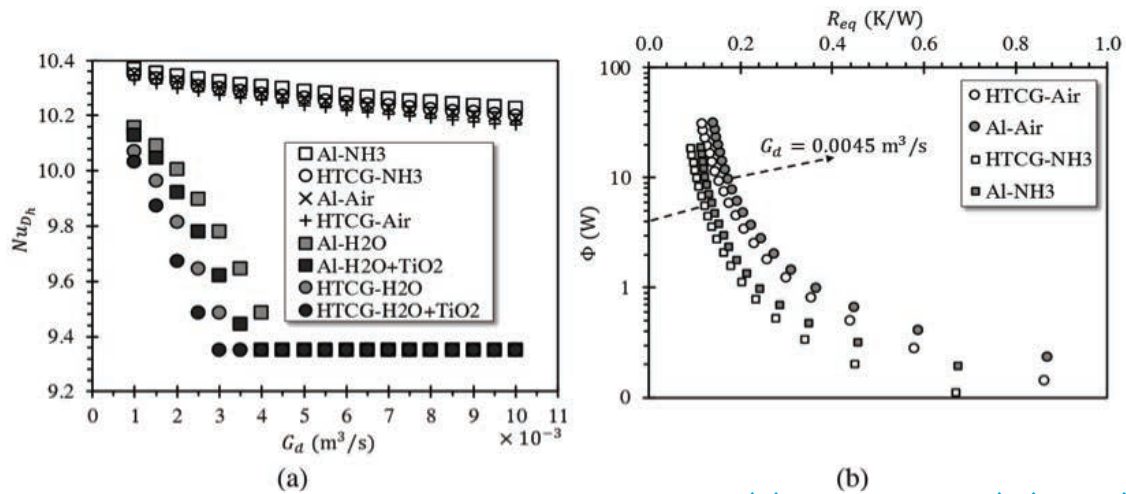 10.4
10.2
10.0
9.8
9.6
9.4
9.2
Nu_{D_h}
Al-NH3
HTCG-NH3
Al-Air
HTCG-Air
Al-H2O
Al-H2O+TiO2
HTCG-H2O
HTCG-H2O+TiO2
0 1 2 3 4 5 6 7 8 9 10 11
G_d (m³/s)
× 10⁻³
(a)
R_{eq} (K/W)
0.0 0.2 0.4 0.6 0.8 1.0
100
10
1
0
Φ (W)
G_d = 0.0045 m³/s
HTCG-Air
Al-Air
HTCG-NH3
Al-NH3
(b)